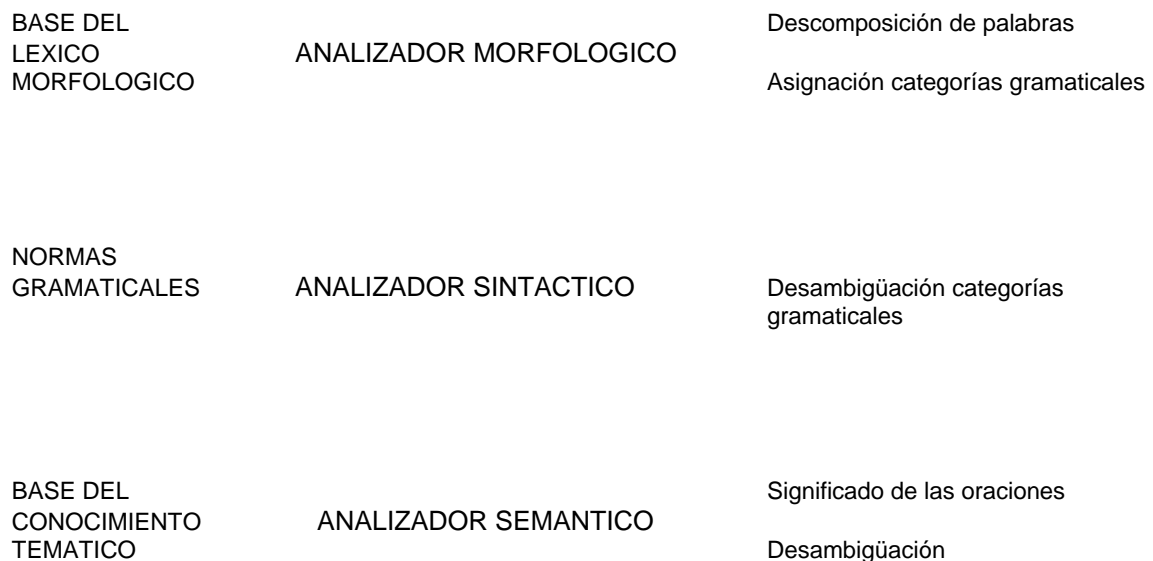 BASE DEL
LEXICO
MORFOLOGICO
ANALIZADOR MORFOLOGICO
Descomposición de palabras
Asignación categorías gramaticales
NORMAS
GRAMATICALES
ANALIZADOR SINTACTICO
Desambigüación categorías
gramaticales
BASE DEL
CONOCIMIENTO
TEMATICO
ANALIZADOR SEMANTICO
Significado de las oraciones
Desambigüación